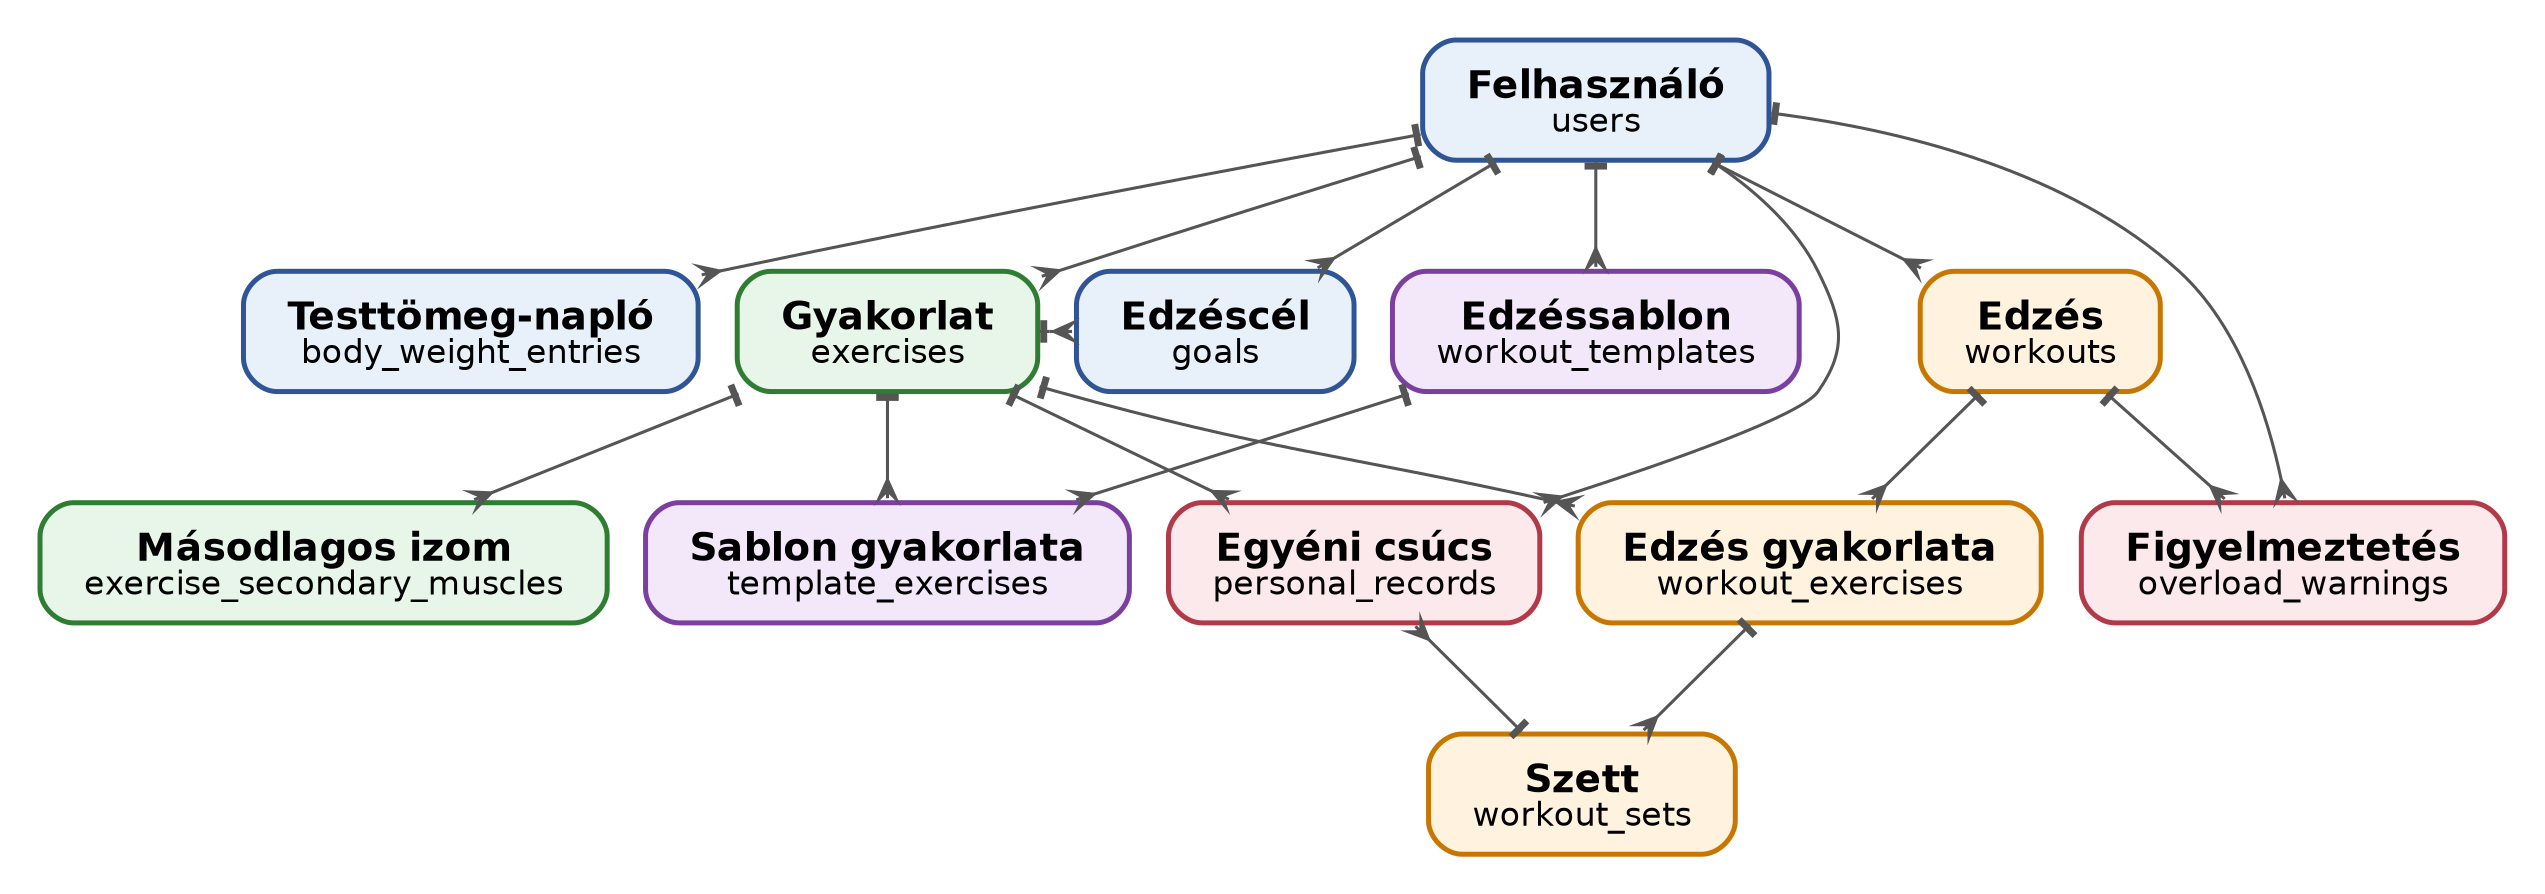 Felhasználó
users
Testtömeg-napló
body_weight_entries
Gyakorlat
exercises
Edzéscél
goals
Edzéssablon
workout_templates
Edzés
workouts
Másodlagos izom
exercise_secondary_muscles
Sablon gyakorlata
template_exercises
Egyéni csúcs
personal_records
Edzés gyakorlata
workout_exercises
Figyelmeztetés
overload_warnings
Szett
workout_sets